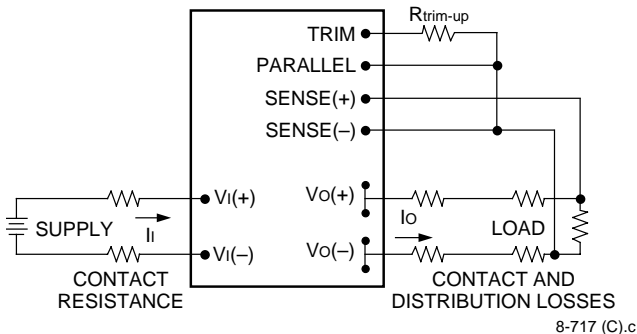 TRIM
Rtrim-up
PARALLEL
SENSE(+)
SENSE(–)
VI(+)
VO(+)
SUPPLY
II
IO
LOAD
VI(–)
VO(–)
CONTACT
RESISTANCE
CONTACT AND
DISTRIBUTION LOSSES
8-717 (C).c